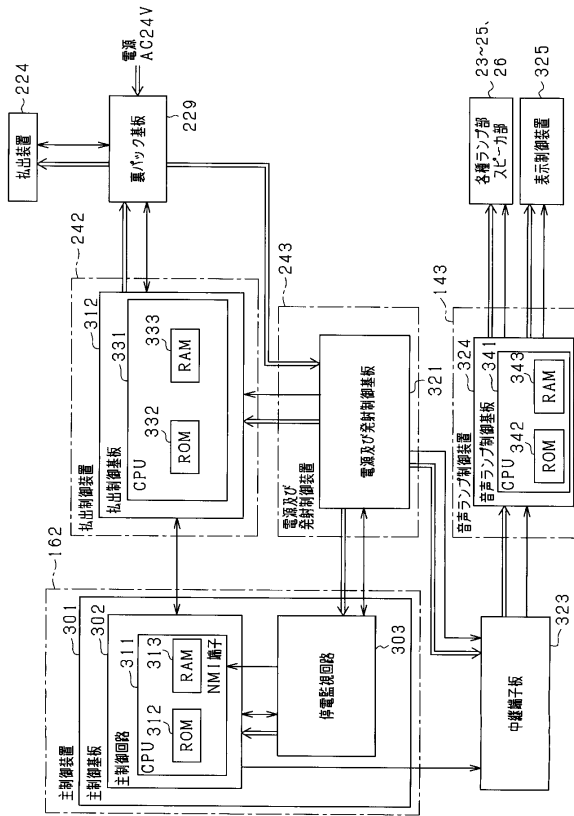 224
払出装置
電源
AC24V
裏パック基板
229
242
312
331
333
払出制御装置
払出制御基板
CPU
332
ROM
RAM
162
301
302
311
313
主制御装置
主制御基板
主制御回路
CPU
312
ROM
RAM
NMI端子
停電監視回路
303
243
電源及び
発射制御装置
電源及び発射制御基板
321
143
324
341
343
音声ランプ制御装置
音声ランプ制御基板
CPU
342
ROM
RAM
23~25、
26
各種ランプ部
スピーカ部
325
表示制御装置
中継端子板
323